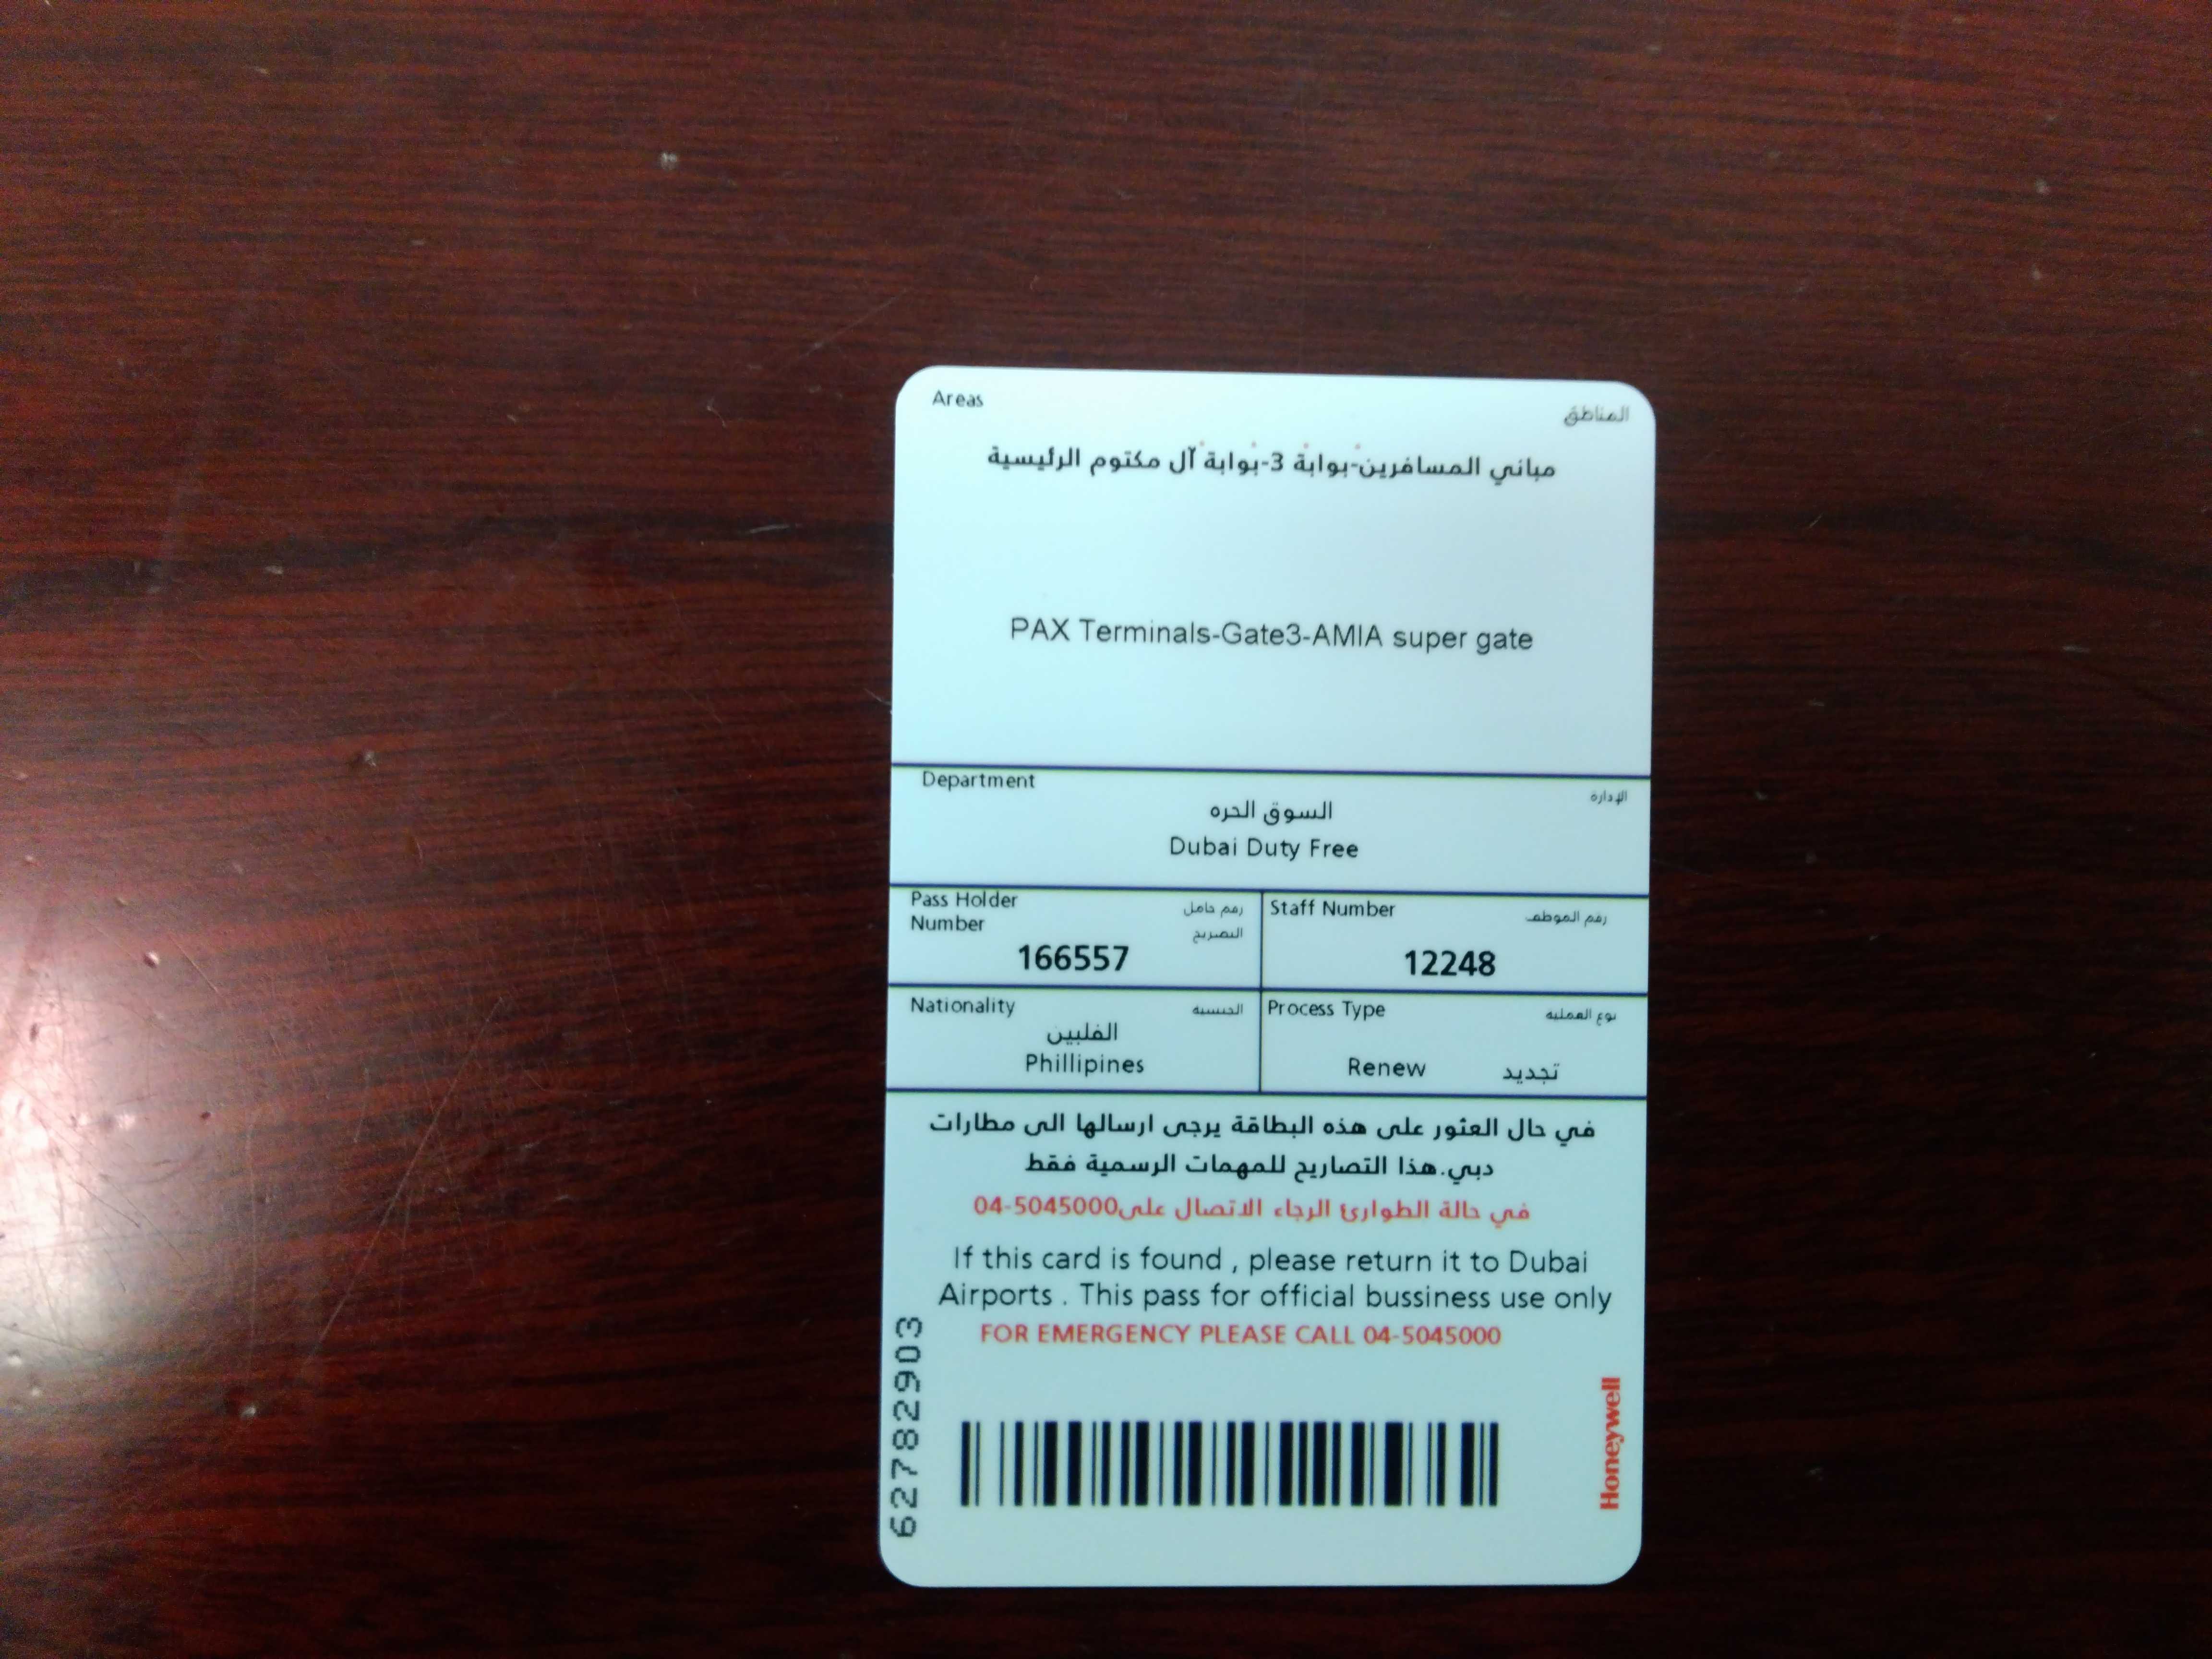 Areas المناطق
مباني المسافرين-بوابة 3-بوابة آل مكتوم الرئيسية
PAX Terminals-Gate3-AMIA super gate
Department الإدارة
السوق الحره
Dubai Duty Free
Pass Holder رقم حامل
Number التصريح
166557
Staff Number رقم الموظف
12248
Nationality الجنسية
الفلبين
Phillipines
Process Type نوع العملية
Renew تجديد
في حال العثور على هذه البطاقة يرجى ارسالها الى مطارات
دبي.هذا التصاريح للمهمات الرسمية فقط
في حالة الطوارئ الرجاء الاتصال على04-5045000
If this card is found , please return it to Dubai
Airports . This pass for official bussiness use only
FOR EMERGENCY PLEASE CALL 04-5045000
62782903
Honeywell